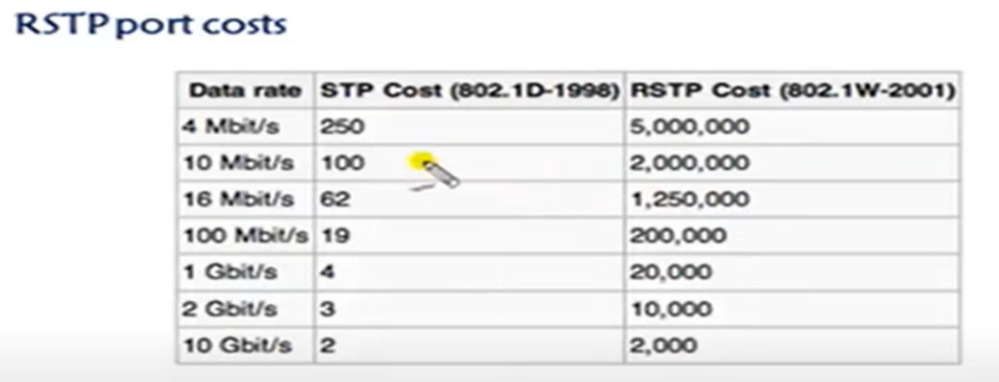 RSTP port costs
Data rate STP Cost (802.1D-1998) RSTP Cost (802.1W-2001)
4 Mbit/s 250 5,000,000
10 Mbit/s 100 2,000,000
16 Mbit/s 62 1,250,000
100 Mbit/s 19 200,000
1 Gbit/s 4 20,000
2 Gbit/s 3 10,000
10 Gbit/s 2 2,000